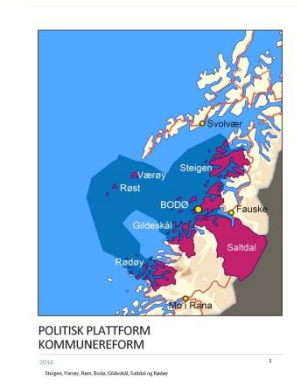 Svolvær
Steigen
Værøy
Røst
BODØ
Fauske
Gildeskål
Saltdal
Rødøy
Mo i Rana
POLITISK PLATTFORM
KOMMUNEREFORM
2016 1
Steigen, Værøy, Røst, Bodø, Gildeskål, Saltdal og Rødøy